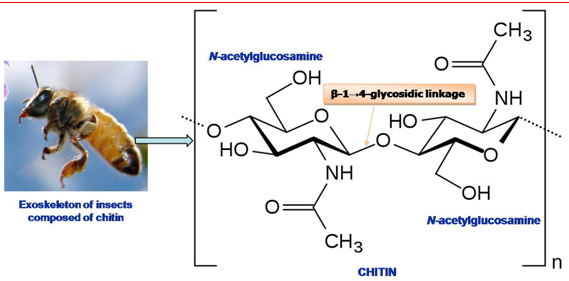 CH₃
N-acetylglucosamine
O
OH
NH
β–1→4–glycosidic linkage
O
HO
O
O
O
HO
NH
OH
Exoskeleton of insects
composed of chitin
O
N-acetylglucosamine
CH₃
n
CHITIN